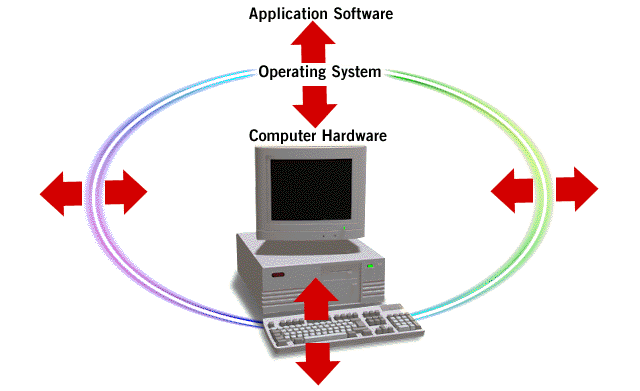 Application Software
Operating System
Computer Hardware